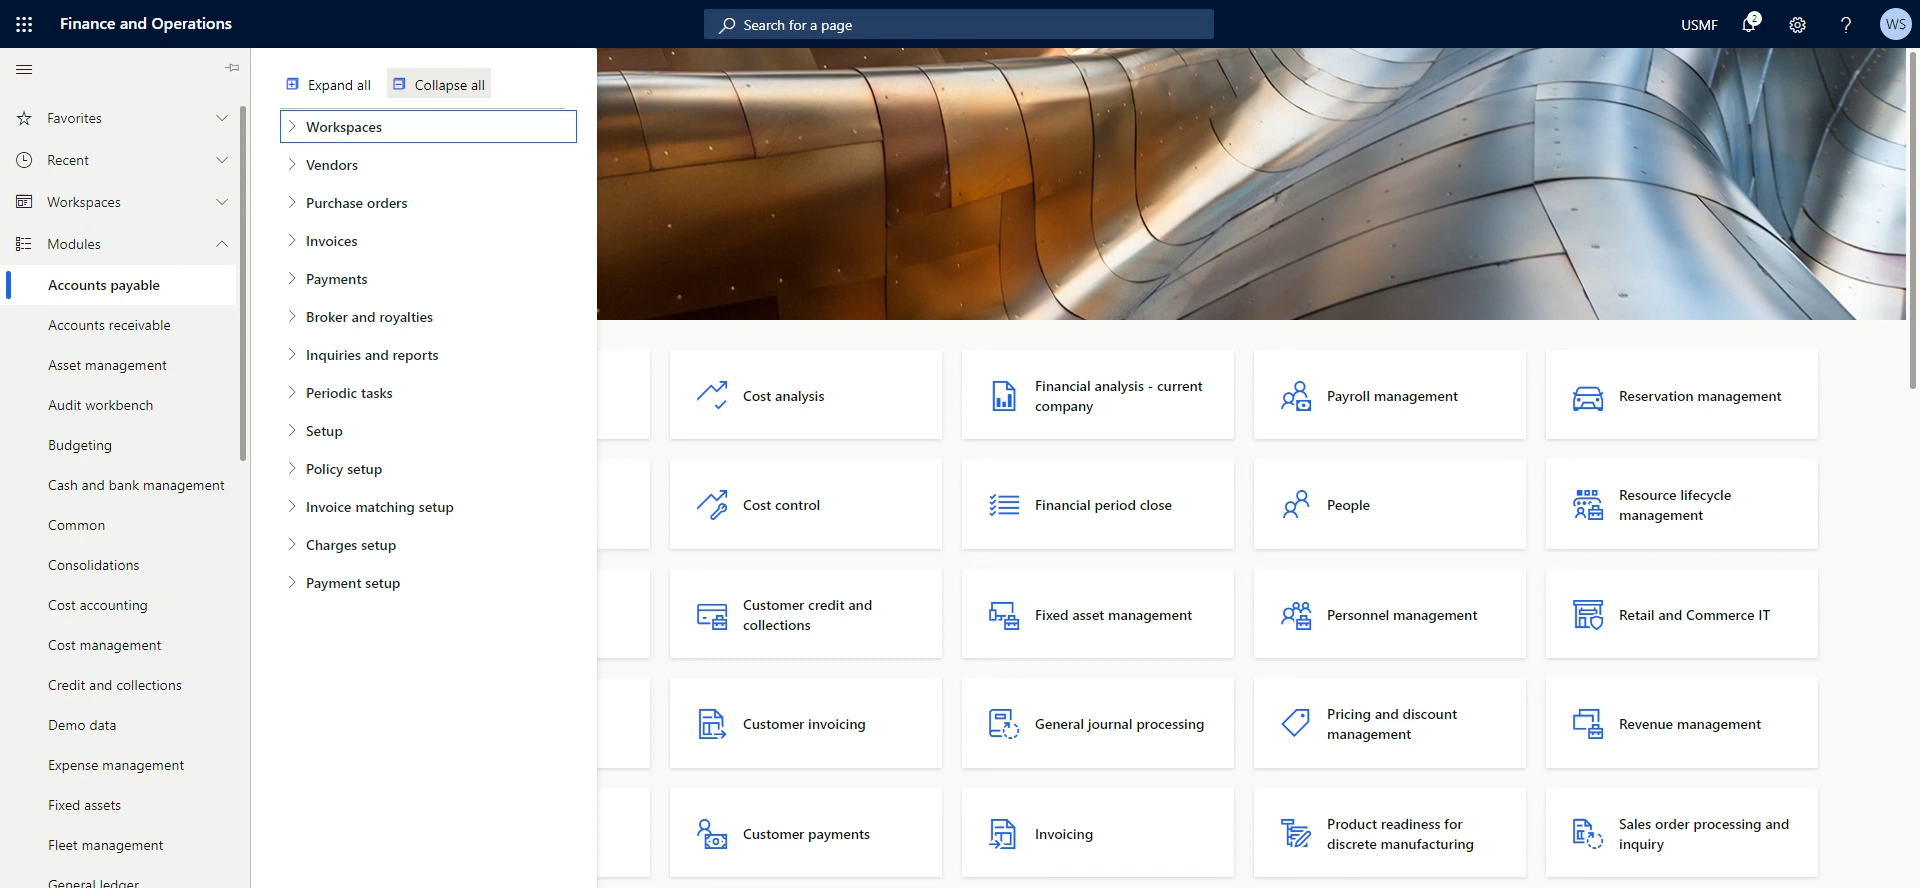 Finance and Operations
Search for a page
USMF
2
WS
Favorites
Recent
Workspaces
Modules
Accounts payable
Accounts receivable
Asset management
Audit workbench
Budgeting
Cash and bank management
Common
Consolidations
Cost accounting
Cost management
Credit and collections
Demo data
Expense management
Fixed assets
Fleet management
General ledger
Expand all
Collapse all
Workspaces
Vendors
Purchase orders
Invoices
Payments
Broker and royalties
Inquiries and reports
Periodic tasks
Setup
Policy setup
Invoice matching setup
Charges setup
Payment setup
Cost analysis
Financial analysis - current
company
Payroll management
Reservation management
Cost control
Financial period close
People
Resource lifecycle
management
Customer credit and
collections
Fixed asset management
Personnel management
Retail and Commerce IT
Customer invoicing
General journal processing
Pricing and discount
management
Revenue management
Customer payments
Invoicing
Product readiness for
discrete manufacturing
Sales order processing and
inquiry